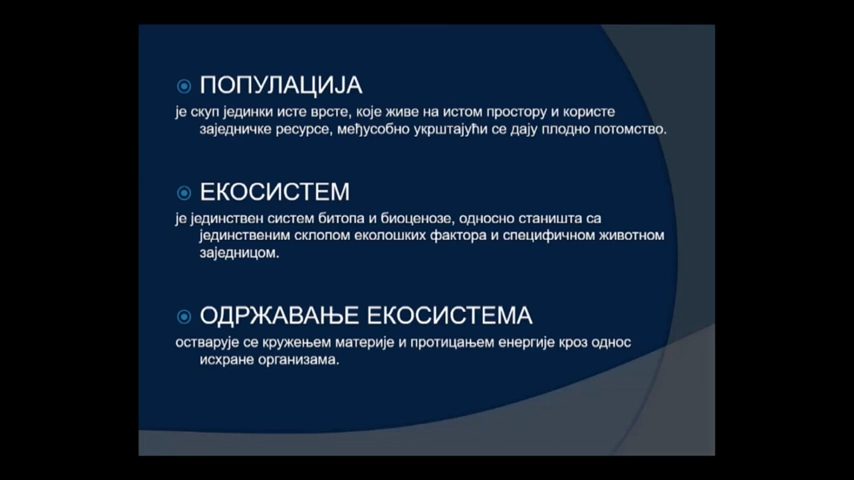 ПОПУЛАЦИЈА
је скуп јединки исте врсте, које живе на истом простору и користе
заједничке ресурсе, међусобно укрштајући се дају плодно потомство.
ЕКОСИСТЕМ
је јединствен систем битопа и биоценозе, односно станишта са
јединственим склопом еколошких фактора и специфичном животном
заједницом.
ОДРЖАВАЊЕ ЕКОСИСТЕМА
остварује се кружењем материје и протицањем енергије кроз однос
исхране организама.